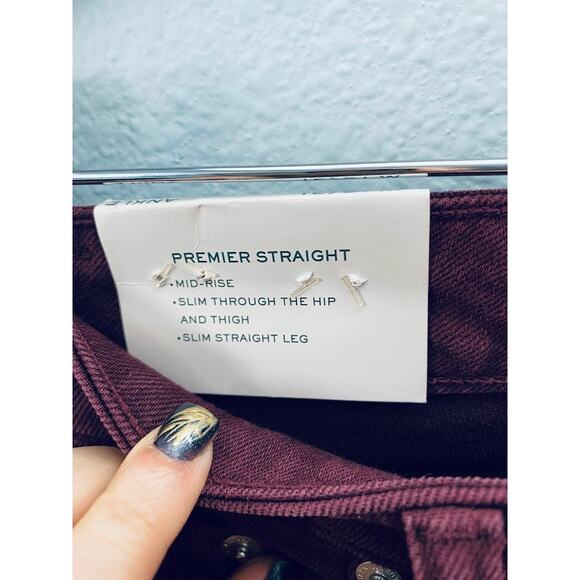 PREMIER STRAIGHT
•MID-RISE
•SLIM THROUGH THE HIP
AND THIGH
•SLIM STRAIGHT LEG